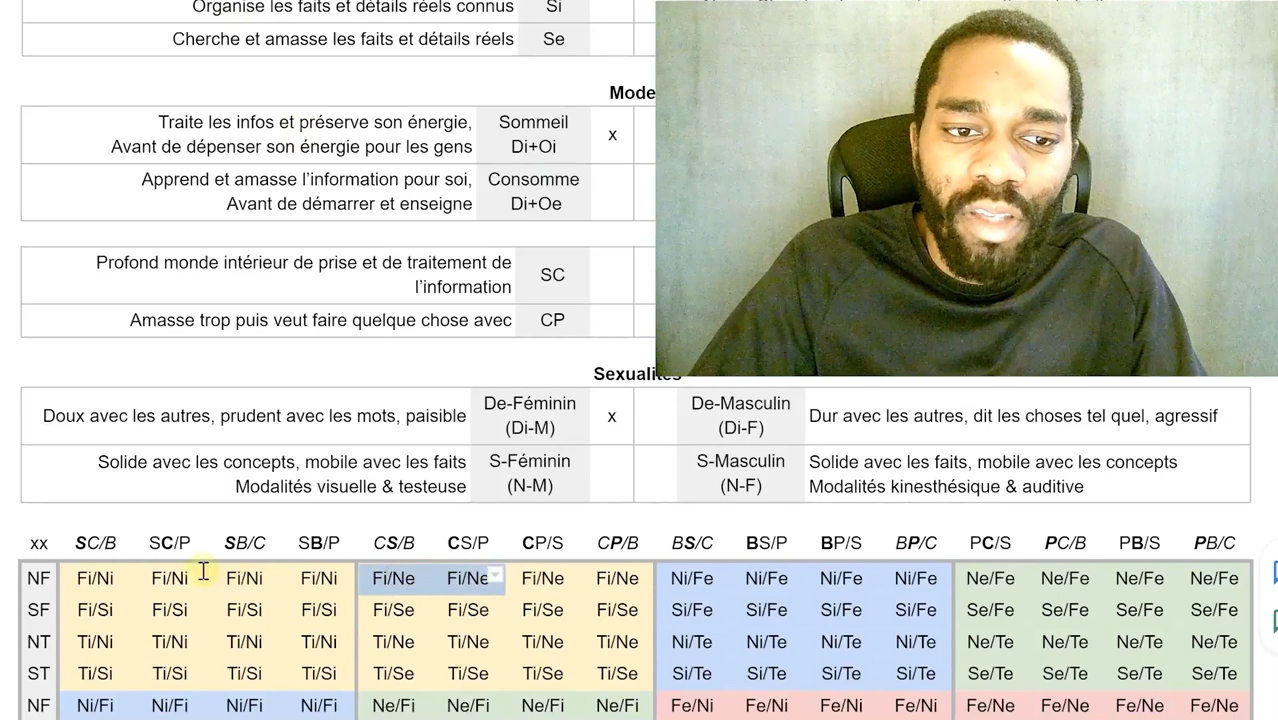 Organise les faits et détails réels connus Si
Cherche et amasse les faits et détails réels Se
Mode
Traite les infos et préserve son énergie, Sommeil x
Avant de dépenser son énergie pour les gens Di+Oi
Apprend et amasse l'information pour soi, Consomme
Avant de démarrer et enseigne Di+Oe
Profond monde intérieur de prise et de traitement de
l'information SC
Amasse trop puis veut faire quelque chose avec CP
Sexualités
Doux avec les autres, prudent avec les mots, paisible De-Féminin (Di-M) x De-Masculin (Di-F) Dur avec les autres, dit les choses tel quel, agressif
Solide avec les concepts, mobile avec les faits S-Féminin S-Masculin Solide avec les faits, mobile avec les concepts
Modalités visuelle & testeuse (N-M) (N-F) Modalités kinesthésique & auditive
xx SC/B SC/P SB/C SB/P CS/B CS/P CP/S CP/B BS/C BS/P BP/S BP/C PC/S PC/B PB/S PB/C
NF Fi/Ni Fi/Ni Fi/Ni Fi/Ni Fi/Ne Fi/Ne Fi/Ne Fi/Ne Ni/Fe Ni/Fe Ni/Fe Ni/Fe Ne/Fe Ne/Fe Ne/Fe Ne/Fe
SF Fi/Si Fi/Si Fi/Si Fi/Si Fi/Se Fi/Se Fi/Se Fi/Se Si/Fe Si/Fe Si/Fe Si/Fe Se/Fe Se/Fe Se/Fe Se/Fe
NT Ti/Ni Ti/Ni Ti/Ni Ti/Ni Ti/Ne Ti/Ne Ti/Ne Ti/Ne Ni/Te Ni/Te Ni/Te Ni/Te Ne/Te Ne/Te Ne/Te Ne/Te
ST Ti/Si Ti/Si Ti/Si Ti/Si Ti/Se Ti/Se Ti/Se Ti/Se Si/Te Si/Te Si/Te Si/Te Se/Te Se/Te Se/Te Se/Te
NF Ni/Fi Ni/Fi Ni/Fi Ni/Fi Ne/Fi Ne/Fi Ne/Fi Ne/Fi Fe/Ni Fe/Ni Fe/Ni Fe/Ni Fe/Ne Fe/Ne Fe/Ne Fe/Ne